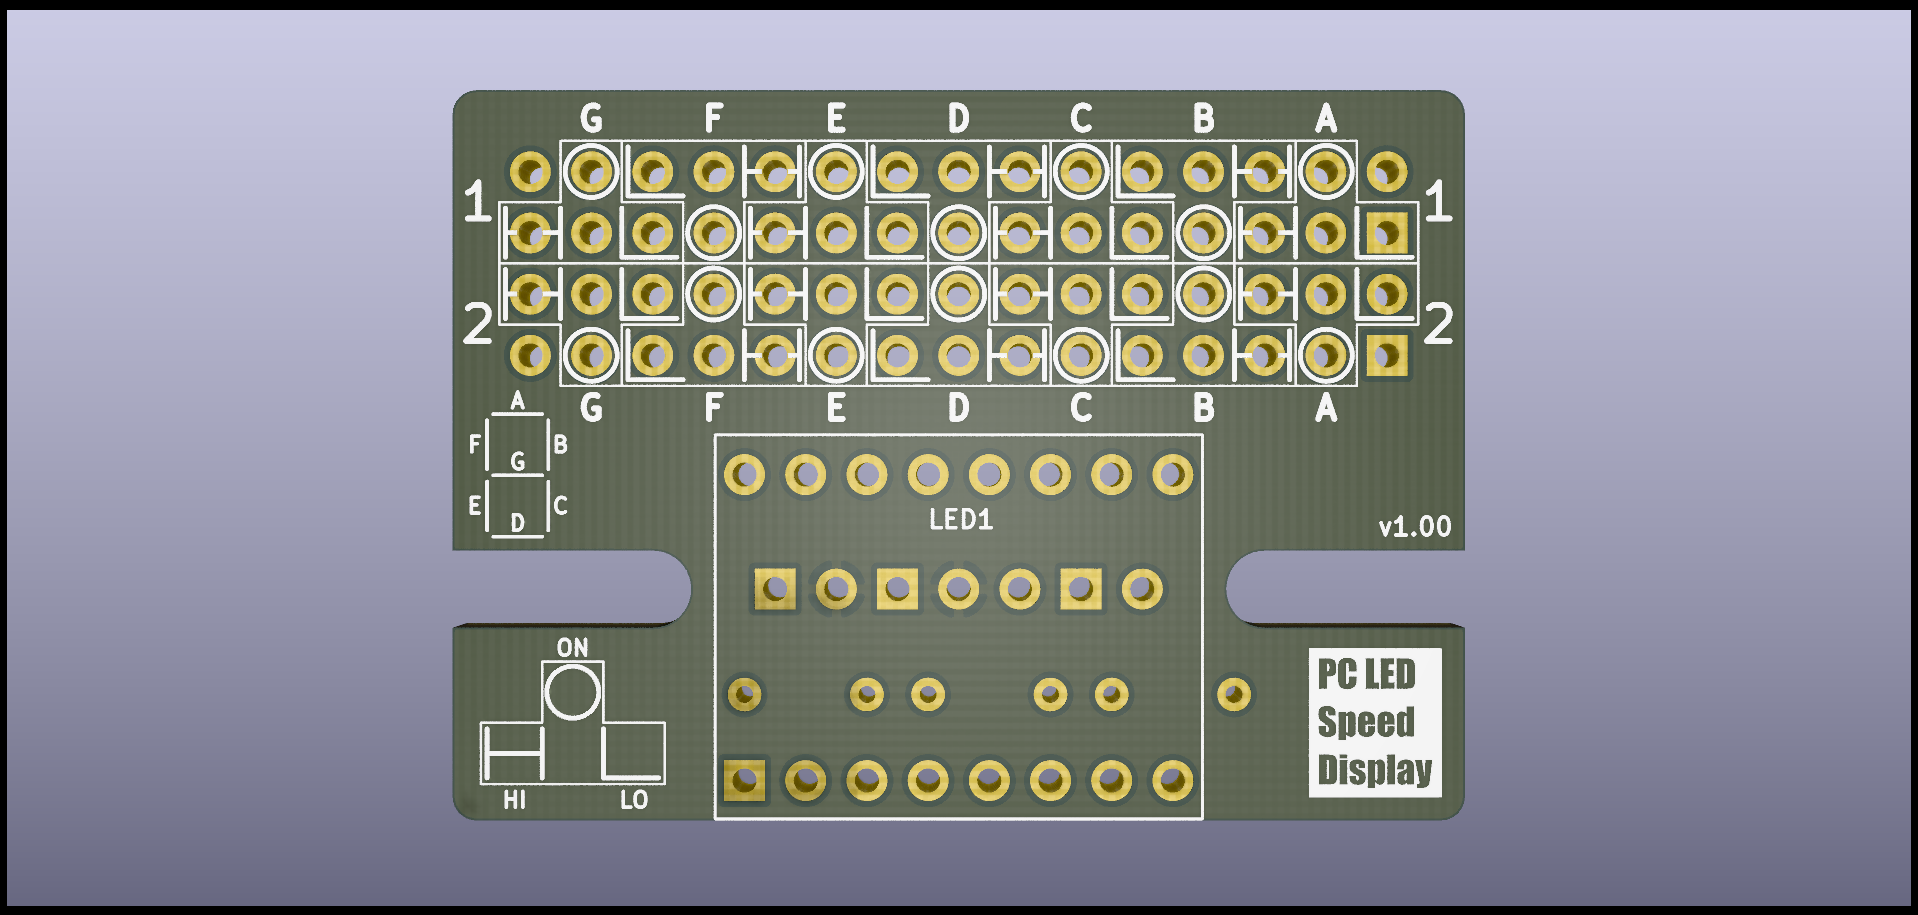 G F E D C B A
1 1
2 2
G F E D C B A
A
F B
G
E C
D
LED1
v1.00
ON
HI LO
PC LED
Speed
Display